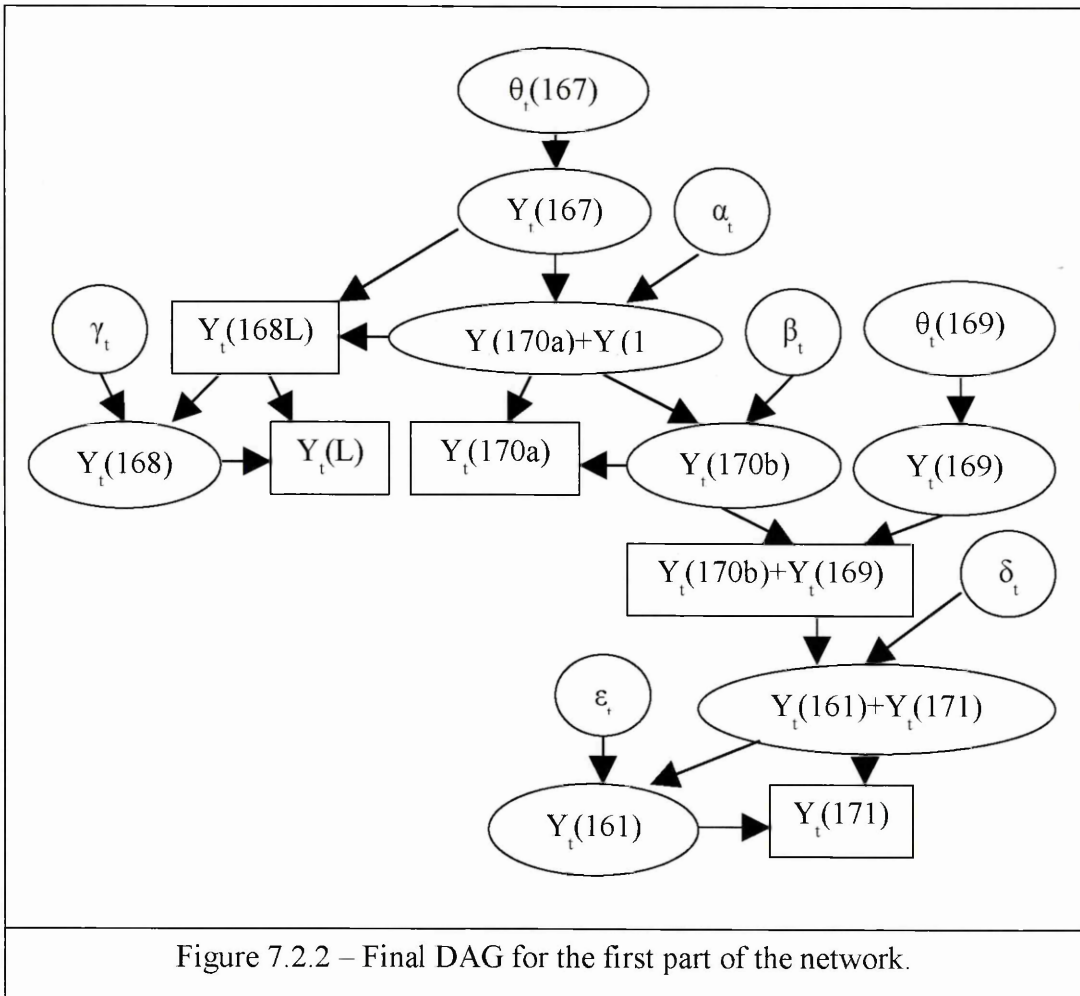 θₜ(167)
Yₜ(167)
αₜ
γₜ
Yₜ(168L)
Y(170a)+Y(1
βₜ
θₜ(169)
Yₜ(168)
Yₜ(L)
Yₜ(170a)
Yₜ(170b)
Yₜ(169)
Yₜ(170b)+Yₜ(169)
δₜ
εₜ
Yₜ(161)+Yₜ(171)
Yₜ(161)
Yₜ(171)
Figure 7.2.2 – Final DAG for the first part of the network.